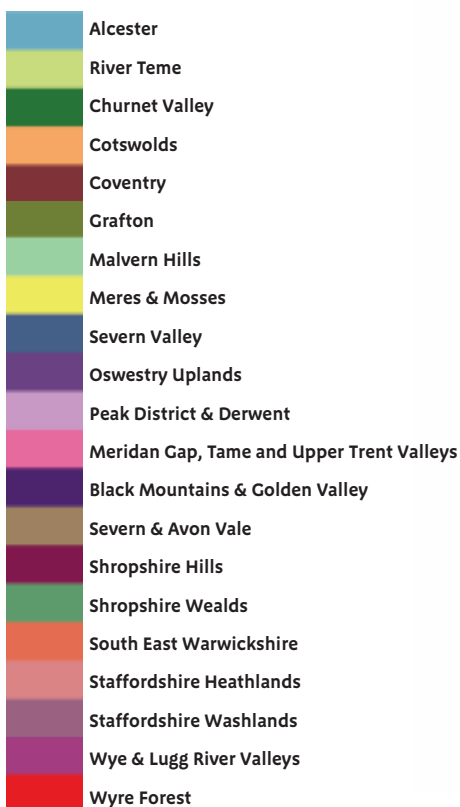 Alcester
River Teme
Churnet Valley
Cotswolds
Coventry
Grafton
Malvern Hills
Meres & Mosses
Severn Valley
Oswestry Uplands
Peak District & Derwent
Meridan Gap, Tame and Upper Trent Valleys
Black Mountains & Golden Valley
Severn & Avon Vale
Shropshire Hills
Shropshire Wealds
South East Warwickshire
Staffordshire Heathlands
Staffordshire Washlands
Wye & Lugg River Valleys
Wyre Forest